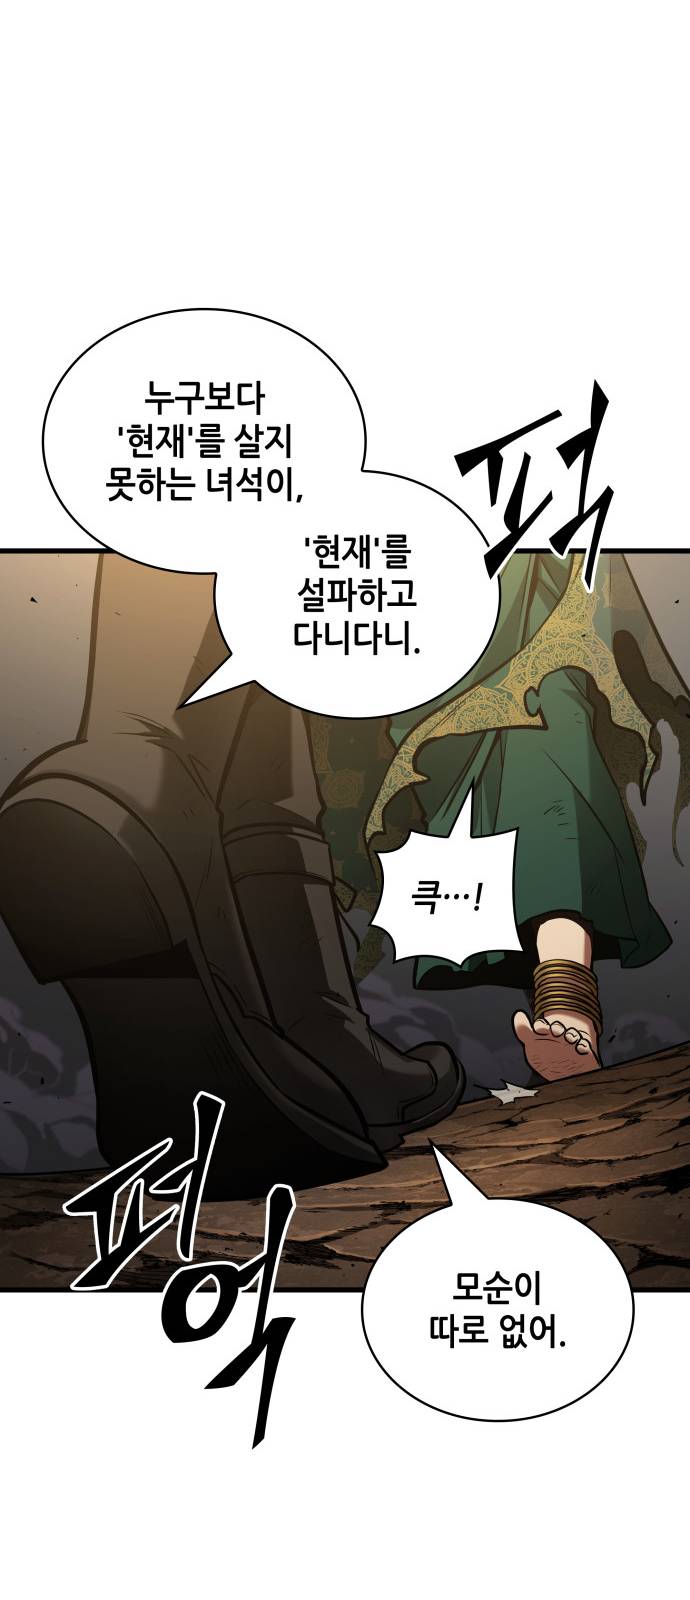 누구보다
'현재'를 살지
못하는 녀석이,
'현재'를
설파하고
다니다니.
퍽
큭…!
퍼억
모순이
따로 없어.